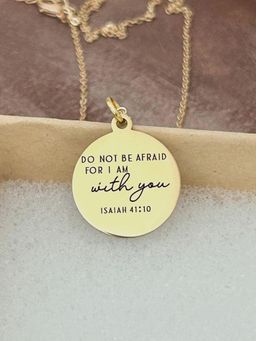 DO NOT BE AFRAID
FOR I AM
with you
ISAIAH 41:10